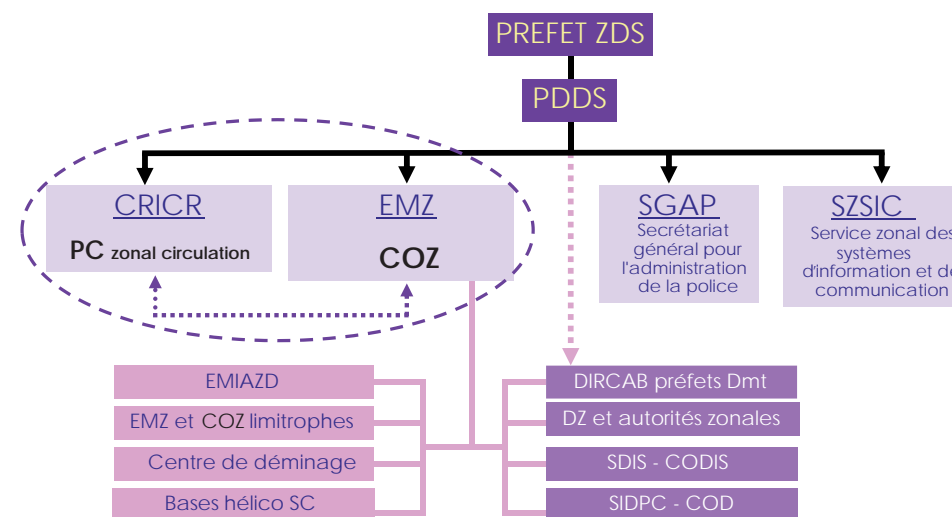 PREFET ZDS
PDDS
CRICR
PC zonal circulation
EMZ
COZ
SGAP
Secrétariat
général pour
l'administration
de la police
SZSIC
Service zonal des
systèmes
d'information et de
communication
EMIAZD
EMZ et COZ limitrophes
Centre de déminage
Bases hélico SC
DIRCAB préfets Dmt
DZ et autorités zonales
SDIS - CODIS
SIDPC - COD